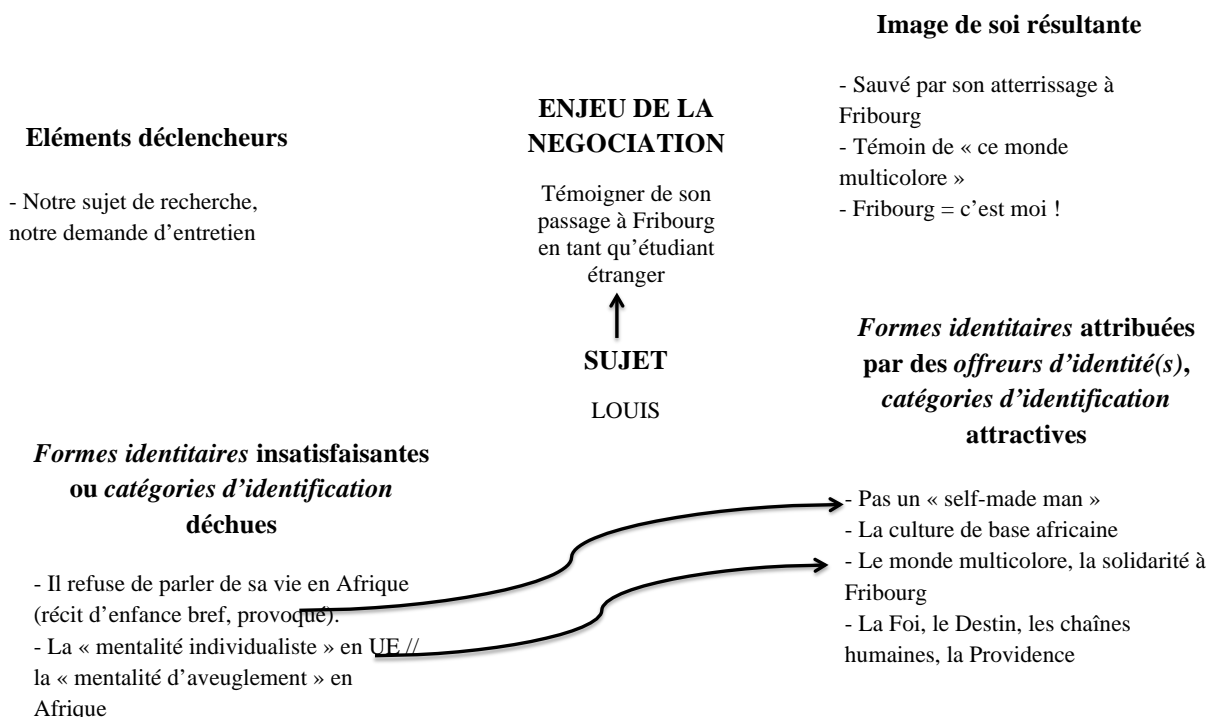 Image de soi résultante
- Sauvé par son atterrissage à
Fribourg
- Témoin de « ce monde
multicolore »
- Fribourg = c’est moi !
ENJEU DE LA
NEGOCIATION
Témoigner de son
passage à Fribourg
en tant qu’étudiant
étranger
Eléments déclencheurs
- Notre sujet de recherche,
notre demande d’entretien
SUJET
LOUIS
Formes identitaires attribuées
par des offreurs d’identité(s),
catégories d’identification
attractives
- Pas un « self-made man »
- La culture de base africaine
- Le monde multicolore, la solidarité à
Fribourg
- La Foi, le Destin, les chaînes
humaines, la Providence
Formes identitaires insatisfaisantes
ou catégories d’identification
déchues
- Il refuse de parler de sa vie en Afrique
(récit d’enfance bref, provoqué).
- La « mentalité individualiste » en UE //
la « mentalité d’aveuglement » en
Afrique